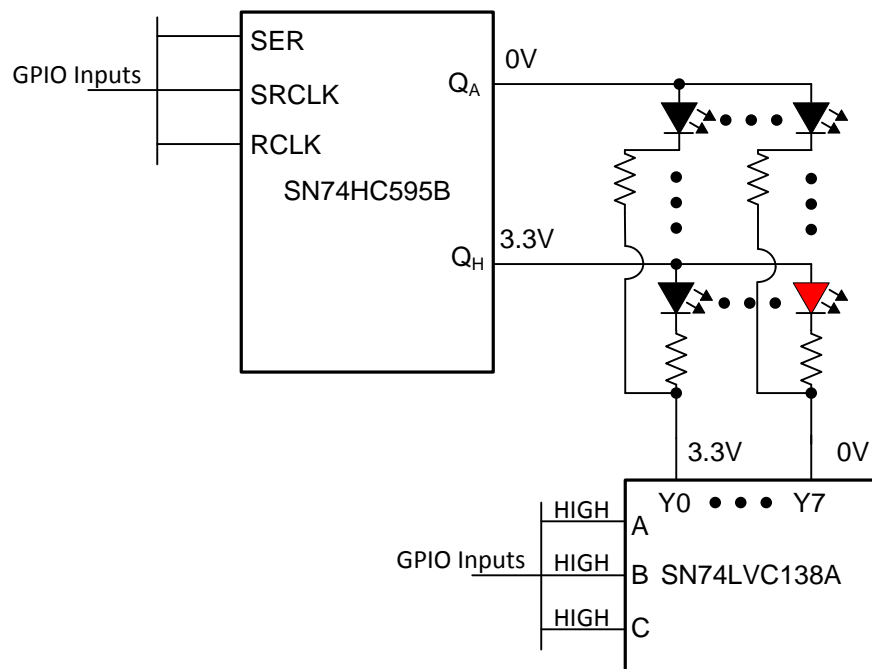 SER
0V
GPIO Inputs
SRCLK
QA
RCLK
SN74HC595B
3.3V
QH
3.3V
0V
Y0
Y7
HIGH
A
GPIO Inputs
HIGH
B
SN74LVC138A
HIGH
C